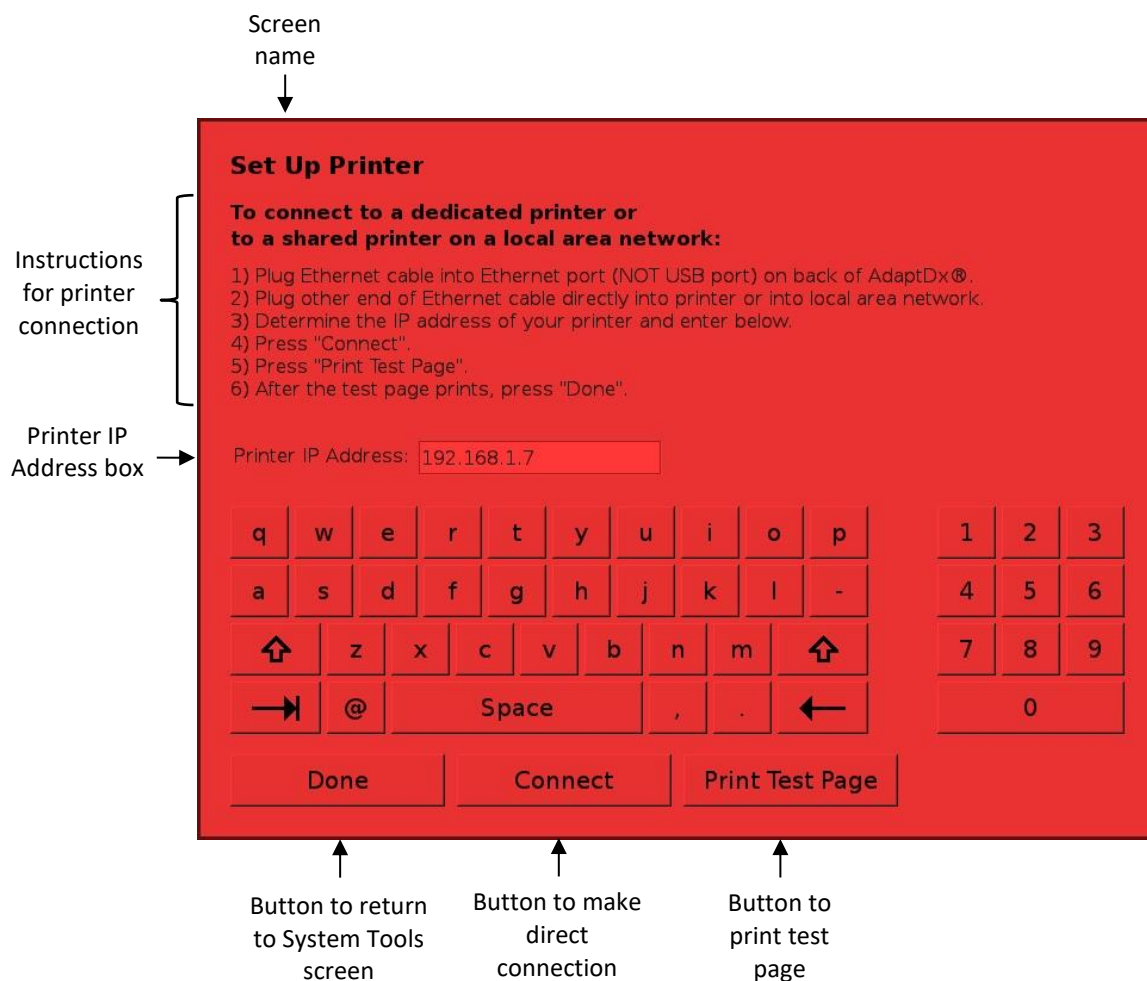 Screen
name
Set Up Printer
To connect to a dedicated printer or
to a shared printer on a local area network:
Instructions
for printer
connection
1) Plug Ethernet cable into Ethernet port (NOT USB port) on back of AdaptDx®.
2) Plug other end of Ethernet cable directly into printer or into local area network.
3) Determine the IP address of your printer and enter below.
4) Press "Connect".
5) Press "Print Test Page".
6) After the test page prints, press "Done".
Printer IP
Address box
Printer IP Address: 192.168.1.7
q w e r t y u i o p 1 2 3
a s d f g h j k l - 4 5 6
z x c v b n m 7 8 9
@ Space , . 0
Done Connect Print Test Page
Button to return
to System Tools
screen
Button to make
direct
connection
Button to
print test
page